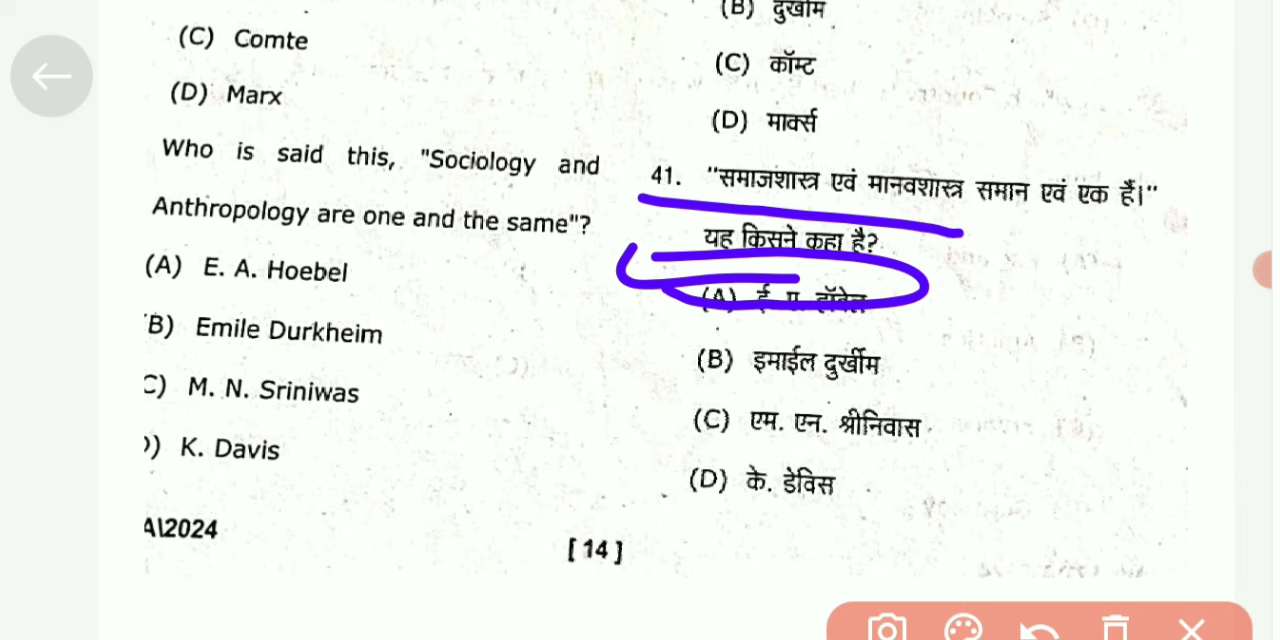 (C) Comte
(D) Marx
Who is said this, "Sociology and
Anthropology are one and the same"?
(A) E. A. Hoebel
B) Emile Durkheim
C) M. N. Sriniwas
) K. Davis
A\2024
(B) दुर्खीम
(C) कॉम्ट
(D) मार्क्स
41. "समाजशास्त्र एवं मानवशास्त्र समान एवं एक हैं।"
यह किसने कहा है?
(A) ई. ए. हॉबेल
(B) इमाईल दुर्खीम
(C) एम. एन. श्रीनिवास
(D) के. डेविस
[ 14 ]